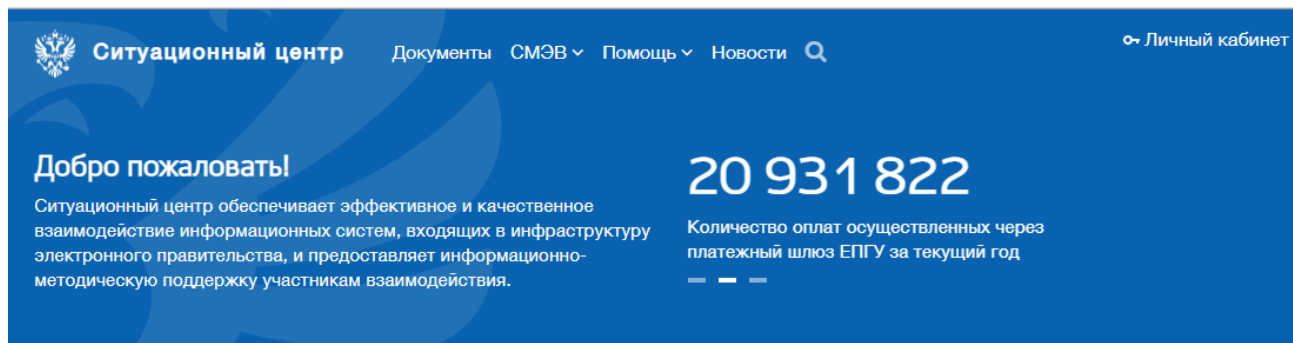 Ситуационный центр Документы СМЭВ Помощь Новости Личный кабинет
Добро пожаловать!
Ситуационный центр обеспечивает эффективное и качественное
взаимодействие информационных систем, входящих в инфраструктуру
электронного правительства, и предоставляет информационно-
методическую поддержку участникам взаимодействия.
20 931 822
Количество оплат осуществленных через
платежный шлюз ЕПГУ за текущий год